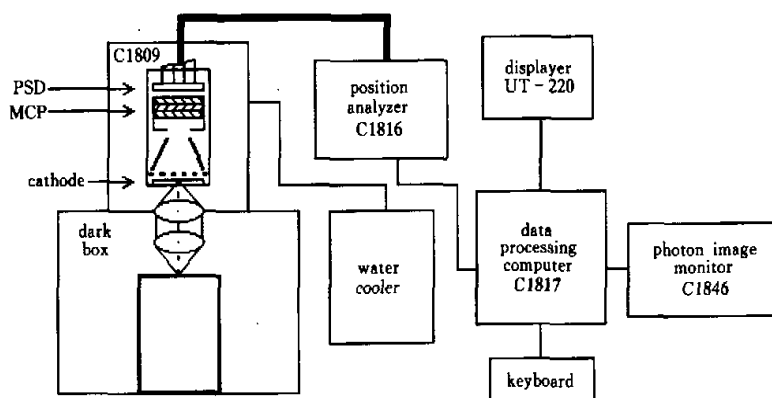 C1809
PSD
MCP
cathode
dark
box
position
analyzer
C1816
water
cooler
displayer
UT-220
data
processing
computer
C1817
photon image
monitor
C1846
keyboard